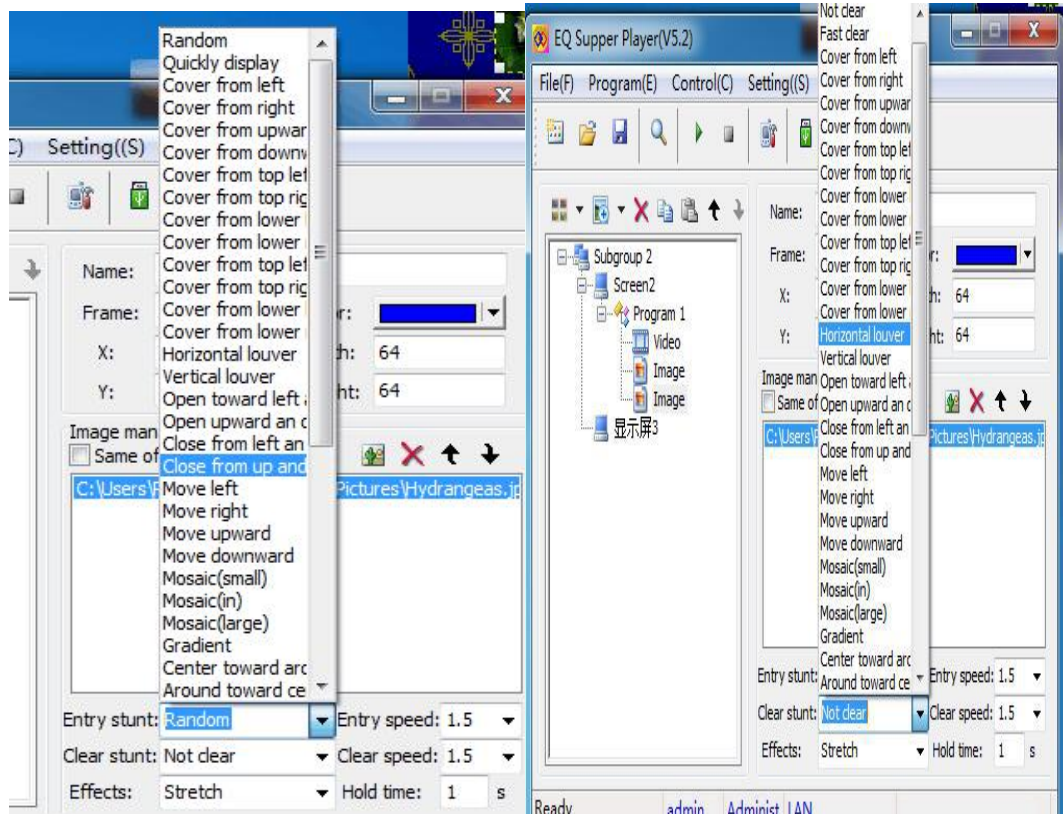 Random
Quickly display
Cover from left
Cover from right
Cover from upwar
Cover from downw
Cover from top lef
Cover from top rig
Cover from lower
Cover from lower
Cover from top lef
Cover from top rig
Cover from lower
Cover from lower
Horizontal louver
Vertical louver
Open toward left
Open upward an
Close from left an
Close from up and
Move left
Move right
Move upward
Move downward
Mosaic(small)
Mosaic(in)
Mosaic(large)
Gradient
Center toward arc
Around toward ce
C) Setting((S)
Name:
Frame: r:
X: h: 64
Y: ht: 64
Image man
Same of
C:\Users\ Pictures\Hydrangeas.jp
Entry stunt: Random Entry speed: 1.5
Clear stunt: Not clear Clear speed: 1.5
Effects: Stretch Hold time: 1 s
EQ Supper Player(V5.2)
File(F) Program(E) Control(C) Setting((S)
Subgroup 2
Screen2
Program 1
Video
Image
Image
显示屏3
Not clear
Fast clear
Cover from left
Cover from right
Cover from upwar
Cover from downw
Cover from top lef
Cover from top rig
Cover from lower
Cover from lower
Cover from top lef
Cover from top rig
Cover from lower
Cover from lower
Horizontal louver
Vertical louver
Open toward left
Open upward an
Close from left an
Close from up and
Move left
Move right
Move upward
Move downward
Mosaic(small)
Mosaic(in)
Mosaic(large)
Gradient
Center toward arc
Around toward ce
Name:
Frame: r:
X: h: 64
Y: ht: 64
Image man
Same of
C:\Users\ Pictures\Hydrangeas.jp
Entry stunt: Entry speed: 1.5
Clear stunt: Not clear Clear speed: 1.5
Effects: Stretch Hold time: 1 s
Ready admin Administ LAN